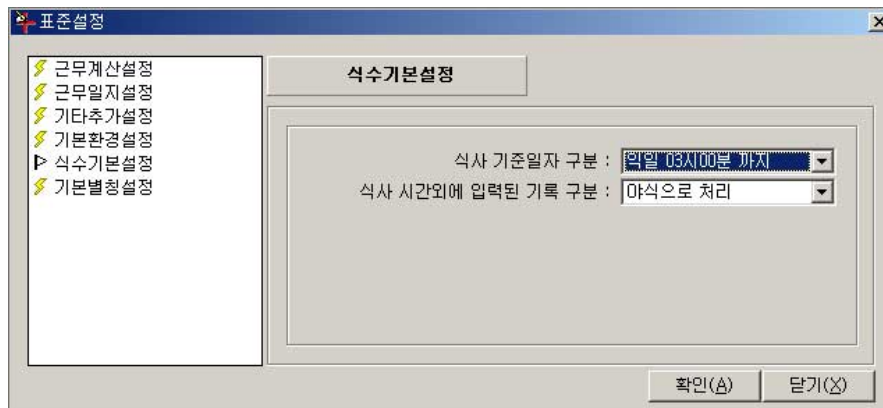 표준설정
근무계산설정
근무일지설정
기타추가설정
기본환경설정
식수기본설정
기본별칭설정
식수기본설정
식사 기준일자 구분 : 익일 03시00분 까지
식사 시간외에 입력된 기록 구분 : 야식으로 처리
확인(A) 닫기(X)